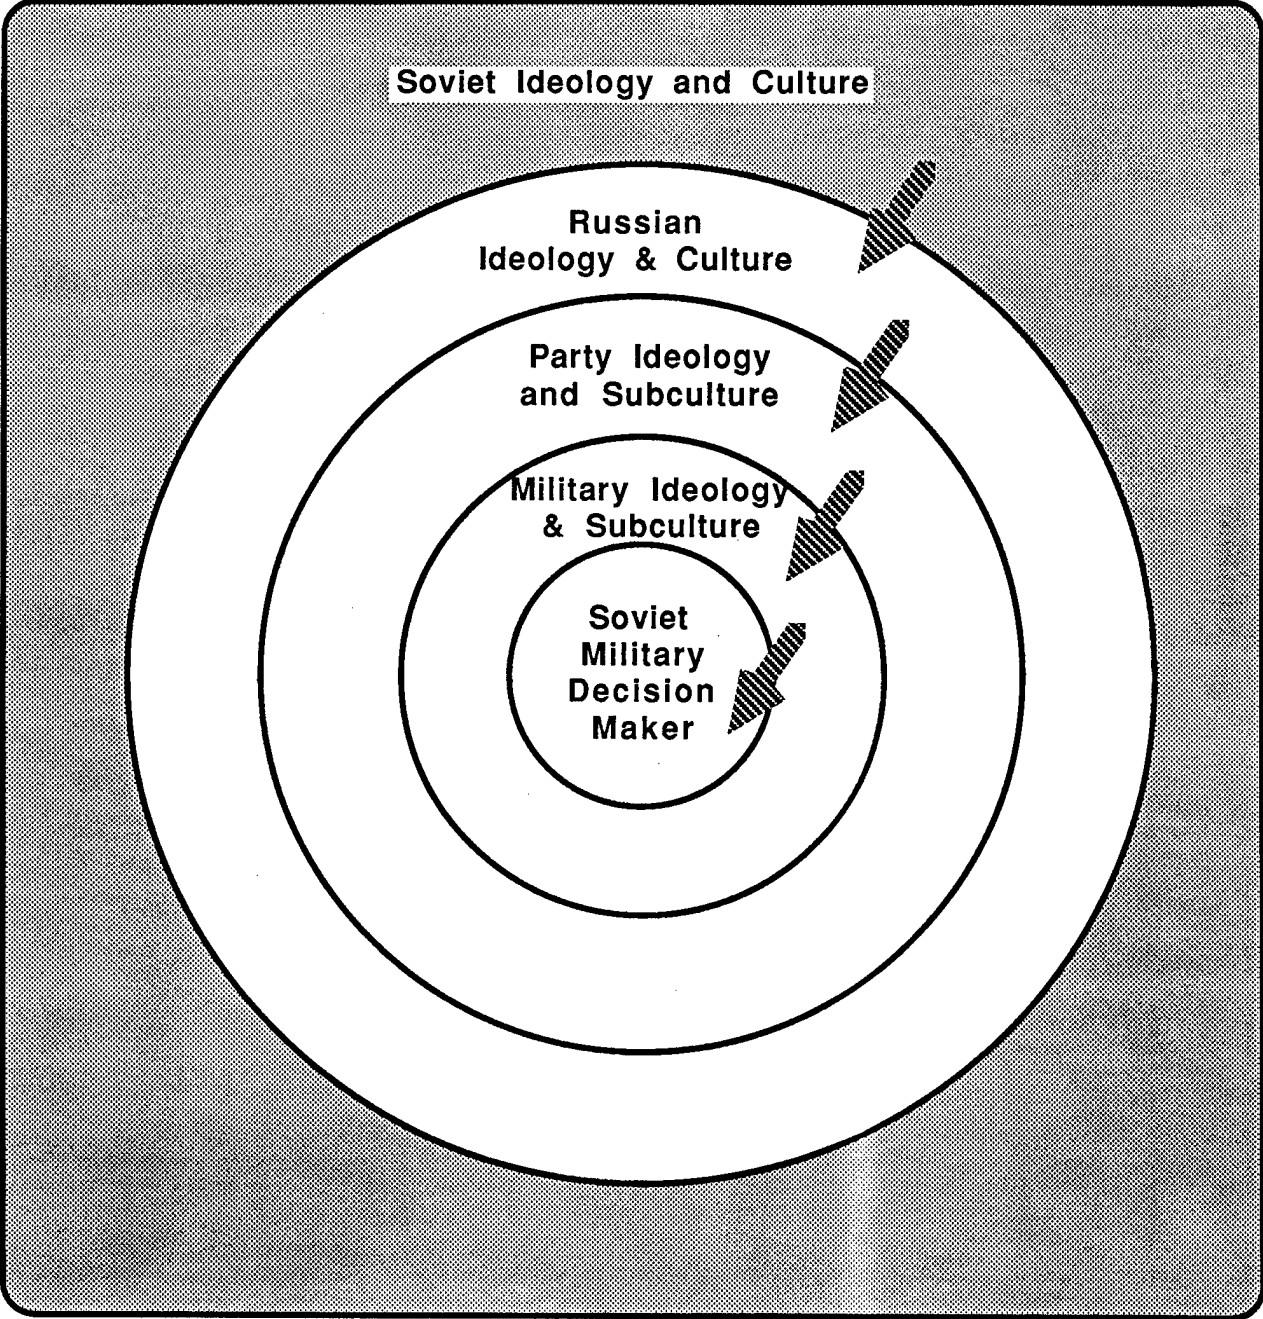 Soviet Ideology and Culture
Russian
Ideology & Culture
Party Ideology
and Subculture
Military Ideology
& Subculture
Soviet
Military
Decision
Maker